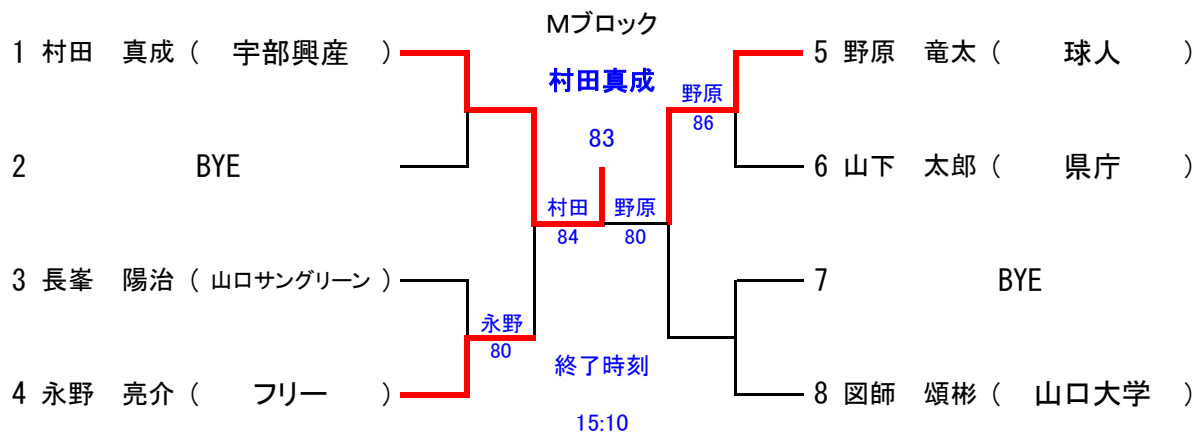 Mブロック
1 村田 真成 ( 宇部興産 )
5 野原 竜太 ( 球人 )
村田真成
野原
86
83
2 BYE
6 山下 太郎 ( 県庁 )
村田
84
野原
80
3 長峯 陽治 ( 山口サングリーン )
7 BYE
永野
80
終了時刻
4 永野 亮介 ( フリー )
8 図師 頌彬 ( 山口大学 )
15:10